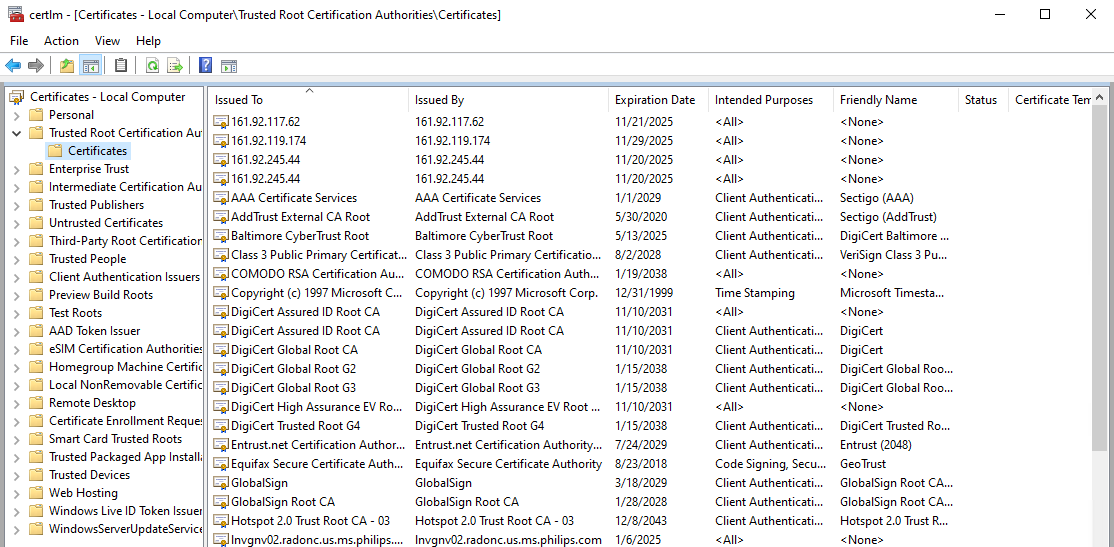 certlm - [Certificates - Local Computer\Trusted Root Certification Authorities\Certificates]
File Action View Help
Certificates - Local Computer
Personal
Trusted Root Certification Au
Certificates
Enterprise Trust
Intermediate Certification Au
Trusted Publishers
Untrusted Certificates
Third-Party Root Certification
Trusted People
Client Authentication Issuers
Preview Build Roots
Test Roots
AAD Token Issuer
eSIM Certification Authorities
Homegroup Machine Certific
Local NonRemovable Certific
Remote Desktop
Certificate Enrollment Reques
Smart Card Trusted Roots
Trusted Packaged App Installa
Trusted Devices
Web Hosting
Windows Live ID Token Issuer
WindowsServerUpdateService
Issued To Issued By Expiration Date Intended Purposes Friendly Name Status Certificate Tem
161.92.117.62 161.92.117.62 11/21/2025 <All> <None>
161.92.119.174 161.92.119.174 11/29/2025 <All> <None>
161.92.245.44 161.92.245.44 11/20/2025 <All> <None>
161.92.245.44 161.92.245.44 11/20/2025 <All> <None>
AAA Certificate Services AAA Certificate Services 1/1/2029 Client Authenticati... Sectigo (AAA)
AddTrust External CA Root AddTrust External CA Root 5/30/2020 Client Authenticati... Sectigo (AddTrust)
Baltimore CyberTrust Root Baltimore CyberTrust Root 5/13/2025 Client Authenticati... DigiCert Baltimore ...
Class 3 Public Primary Certificat... Class 3 Public Primary Certificat... 8/2/2028 Client Authenticati... VeriSign Class 3 Pu...
COMODO RSA Certification Au... COMODO RSA Certification Auth... 1/19/2038 <All> <None>
Copyright (c) 1997 Microsoft C... Copyright (c) 1997 Microsoft Corp. 12/31/1999 Time Stamping Microsoft Timesta...
DigiCert Assured ID Root CA DigiCert Assured ID Root CA 11/10/2031 <All> <None>
DigiCert Assured ID Root CA DigiCert Assured ID Root CA 11/10/2031 Client Authenticati... DigiCert
DigiCert Global Root CA DigiCert Global Root CA 11/10/2031 Client Authenticati... DigiCert
DigiCert Global Root G2 DigiCert Global Root G2 1/15/2038 Client Authenticati... DigiCert Global Roo...
DigiCert Global Root G3 DigiCert Global Root G3 1/15/2038 Client Authenticati... DigiCert Global Roo...
DigiCert High Assurance EV Ro... DigiCert High Assurance EV Root ... 11/10/2031 <All> <None>
DigiCert Trusted Root G4 DigiCert Trusted Root G4 1/15/2038 Client Authenticati... DigiCert Trusted Ro...
Entrust.net Certification Author... Entrust.net Certification Authority... 7/24/2029 Client Authenticati... Entrust (2048)
Equifax Secure Certificate Auth... Equifax Secure Certificate Authority 8/23/2018 Code Signing, Secu... GeoTrust
GlobalSign GlobalSign 3/18/2029 Client Authenticati... GlobalSign Root CA...
GlobalSign Root CA GlobalSign Root CA 1/28/2028 Client Authenticati... GlobalSign Root CA...
Hotspot 2.0 Trust Root CA - 03 Hotspot 2.0 Trust Root CA - 03 12/8/2043 Client Authenticati... Hotspot 2.0 Trust R...
Invgnv02.radonc.us.ms.philips.... Invgnv02.radonc.us.ms.philips.com 1/6/2025 <All> <None>